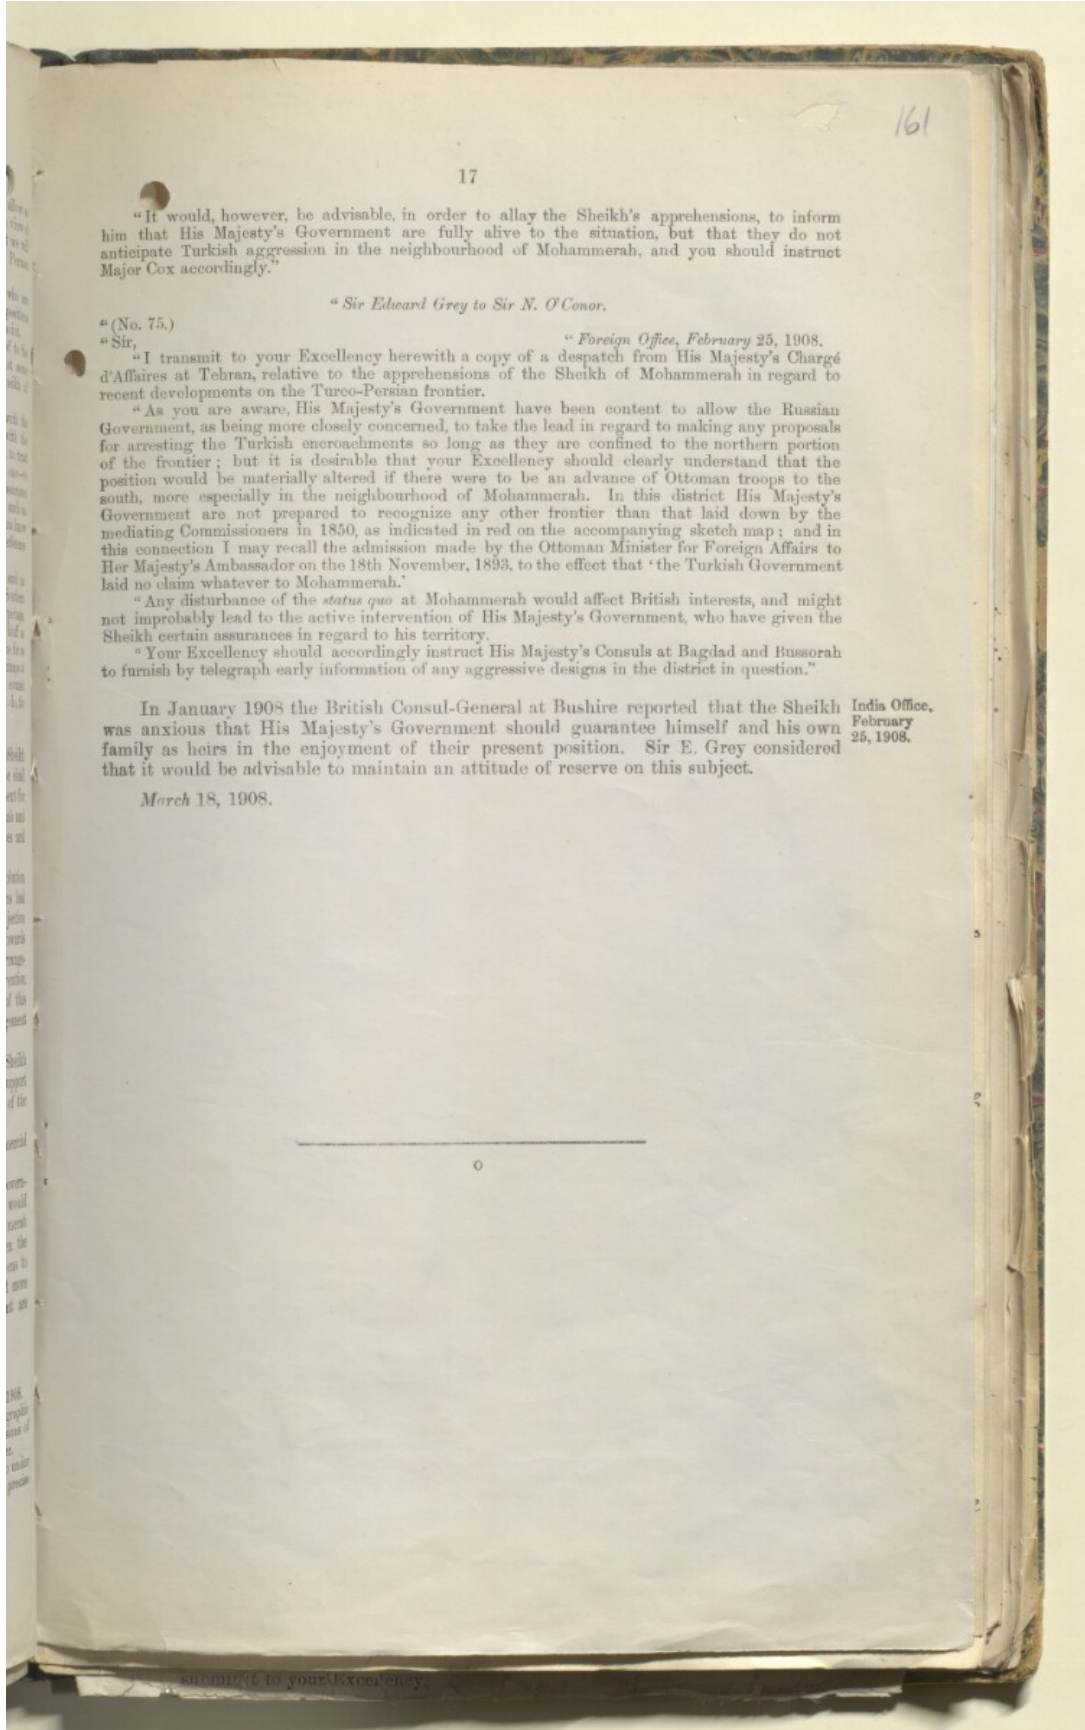 161
17
“It would, however, be advisable, in order to allay the Sheikh's apprehensions, to inform
him that His Majesty's Government are fully alive to the situation, but that they do not
anticipate Turkish aggression in the neighbourhood of Mohammerah, and you should instruct
Major Cox accordingly.”
“Sir Edward Grey to Sir N. O'Conor.
“(No. 75.)
“Sir, “Foreign Office, February 25, 1908.
“I transmit to your Excellency herewith a copy of a despatch from His Majesty's Chargé
d'Affaires at Tehran, relative to the apprehensions of the Sheikh of Mohammerah in regard to
recent developments on the Turco-Persian frontier.
“As you are aware, His Majesty's Government have been content to allow the Russian
Government, as being more closely concerned, to take the lead in regard to making any proposals
for arresting the Turkish encroachments so long as they are confined to the northern portion
of the frontier; but it is desirable that your Excellency should clearly understand that the
position would be materially altered if there were to be an advance of Ottoman troops to the
south, more especially in the neighbourhood of Mohammerah. In this district His Majesty's
Government are not prepared to recognize any other frontier than that laid down by the
mediating Commissioners in 1850, as indicated in red on the accompanying sketch map; and in
this connection I may recall the admission made by the Ottoman Minister for Foreign Affairs to
Her Majesty's Ambassador on the 18th November, 1893, to the effect that ‘the Turkish Government
laid no claim whatever to Mohammerah.’
“Any disturbance of the status quo at Mohammerah would affect British interests, and might
not improbably lead to the active intervention of His Majesty's Government, who have given the
Sheikh certain assurances in regard to his territory.
“Your Excellency should accordingly instruct His Majesty's Consuls at Bagdad and Bussorah
to furnish by telegraph early information of any aggressive designs in the district in question.”
In January 1908 the British Consul-General at Bushire reported that the Sheikh
was anxious that His Majesty's Government should guarantee himself and his own
family as heirs in the enjoyment of their present position. Sir E. Grey considered
that it would be advisable to maintain an attitude of reserve on this subject.
India Office,
February
25, 1908.
March 18, 1908.
O
to your Excellency